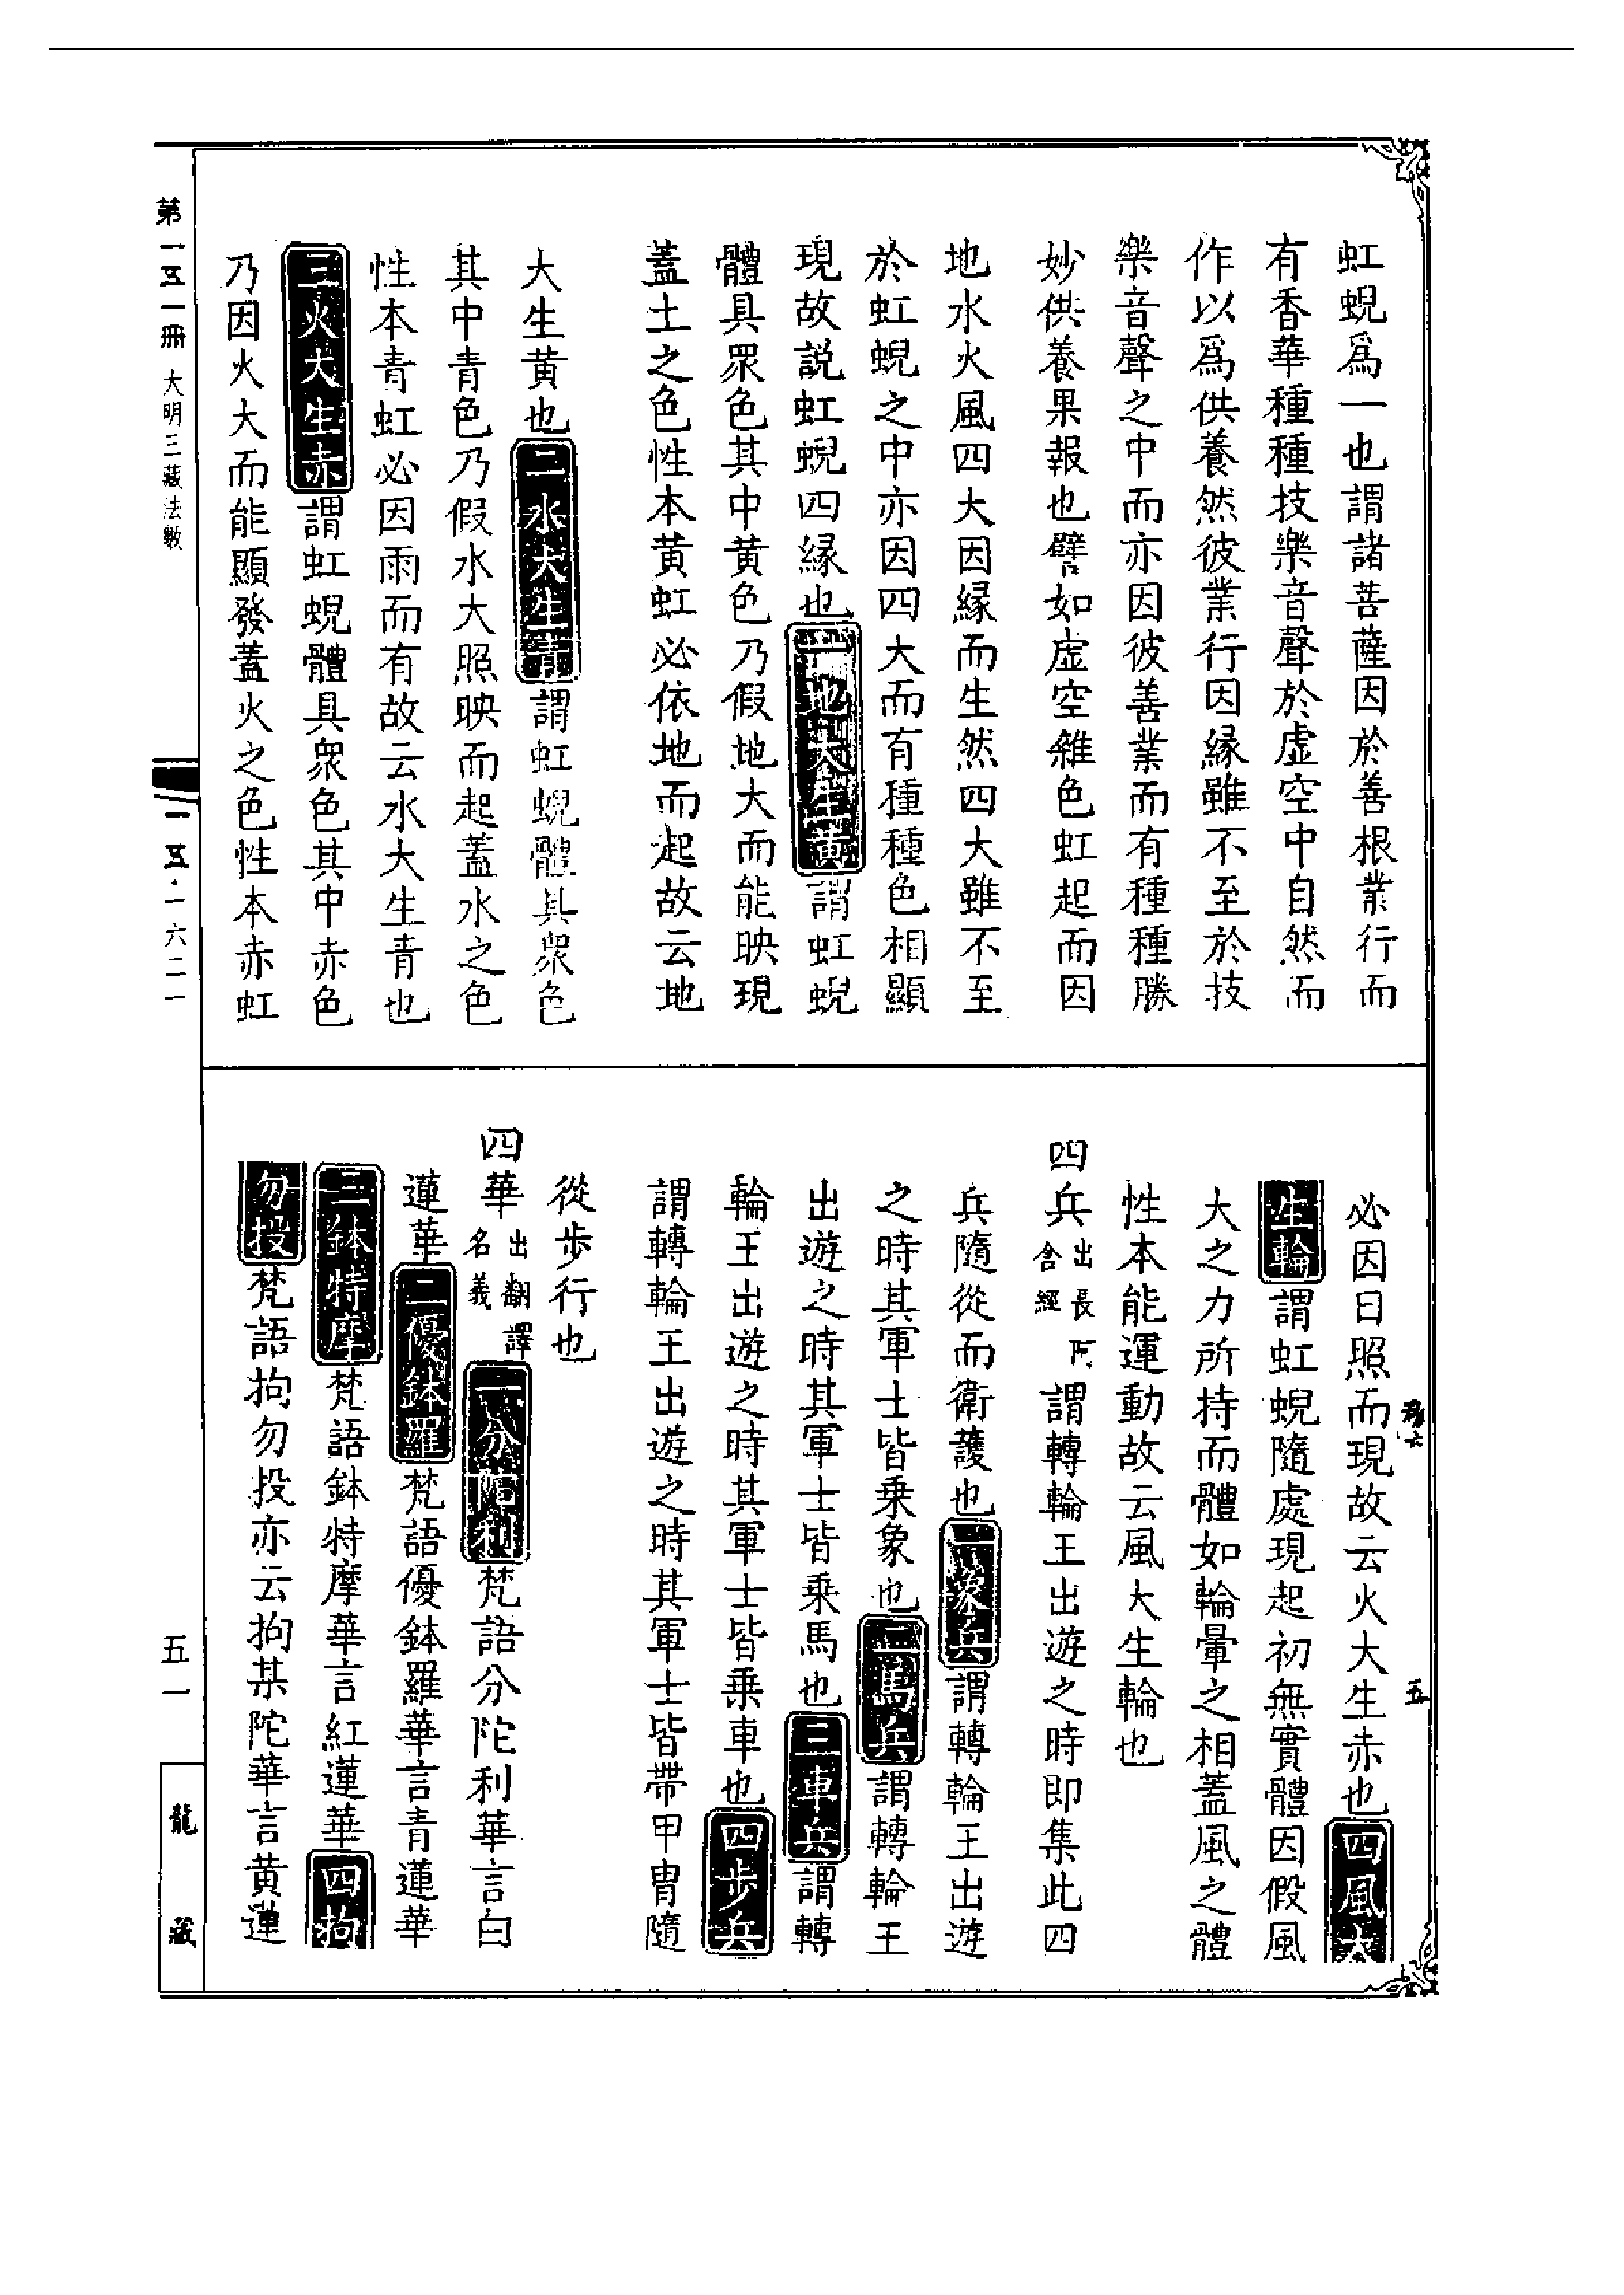 虹蜺爲一也謂諸菩薩因於善根業行而
有香華種種技樂音聲於虛空中自然而
作以爲供養然彼業行因緣雖不至於技
樂音聲之中而亦因彼善業而有種種勝
妙供養果報也譬如虛空雜色虹起而因
地水火風四大因緣而生然四大雖不至
於虹蜺之中亦因四大而有種種色相顯
現故説虹蜺四緣也一地大生黄謂虹蜺
體具眾色其中黄色乃假地大而能映現
蓋土之色性本黄虹必依地而起故云地
大生黄也二水大生青謂虹蜺體具眾色
其中青色乃假水大照映而起蓋水之色
性本青虹必因雨而有故云水大生青也
三火大生赤謂虹蜺體具眾色其中赤色
乃因火大而能顯發蓋火之色性本赤虹
必因日照而現故云火大生赤也四風大
生輪謂虹蜺隨處現起初無實體因假風
大之力所持而體如輪暈之相蓋風之體
性本能運動故云風大生輪也
四兵出長阿含經謂轉輪王出遊之時即集此四
兵隨從而衛護也一象兵謂轉輪王出遊
之時其軍士皆乘象也二馬兵謂轉輪王
出遊之時其軍士皆乘馬也三車兵謂轉
輪王出遊之時其軍士皆乘車也四步兵
謂轉輪王出遊之時其軍士皆帶甲冑隨
從步行也
四華出翻譯名義一分陀利梵語分陀利華言白
蓮華二優鉢羅梵語優鉢羅華言青蓮華
三鉢特摩梵語鉢特摩華言紅蓮華四拘
勿投梵語拘勿投亦云拘某陀華言黄蓮
第一五一冊 大明三藏法數
一五·一六二一
五一
龍藏
五